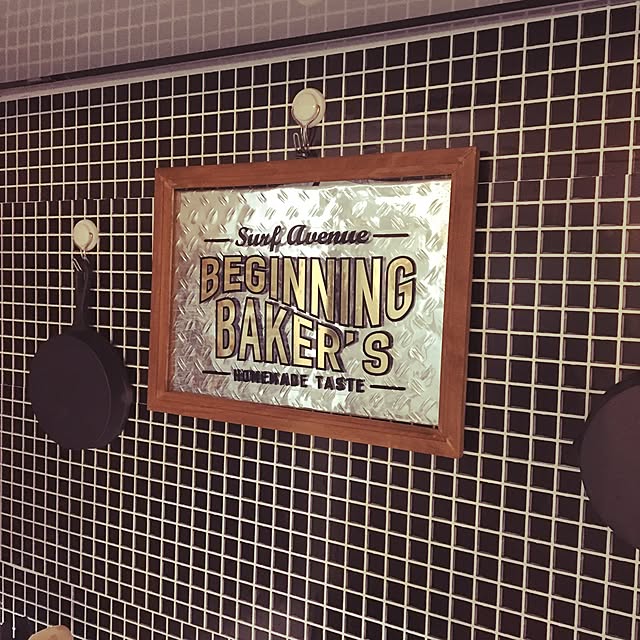 Surf Avenue
BEGINNING
BAKER'S
HOMEMADE TASTE